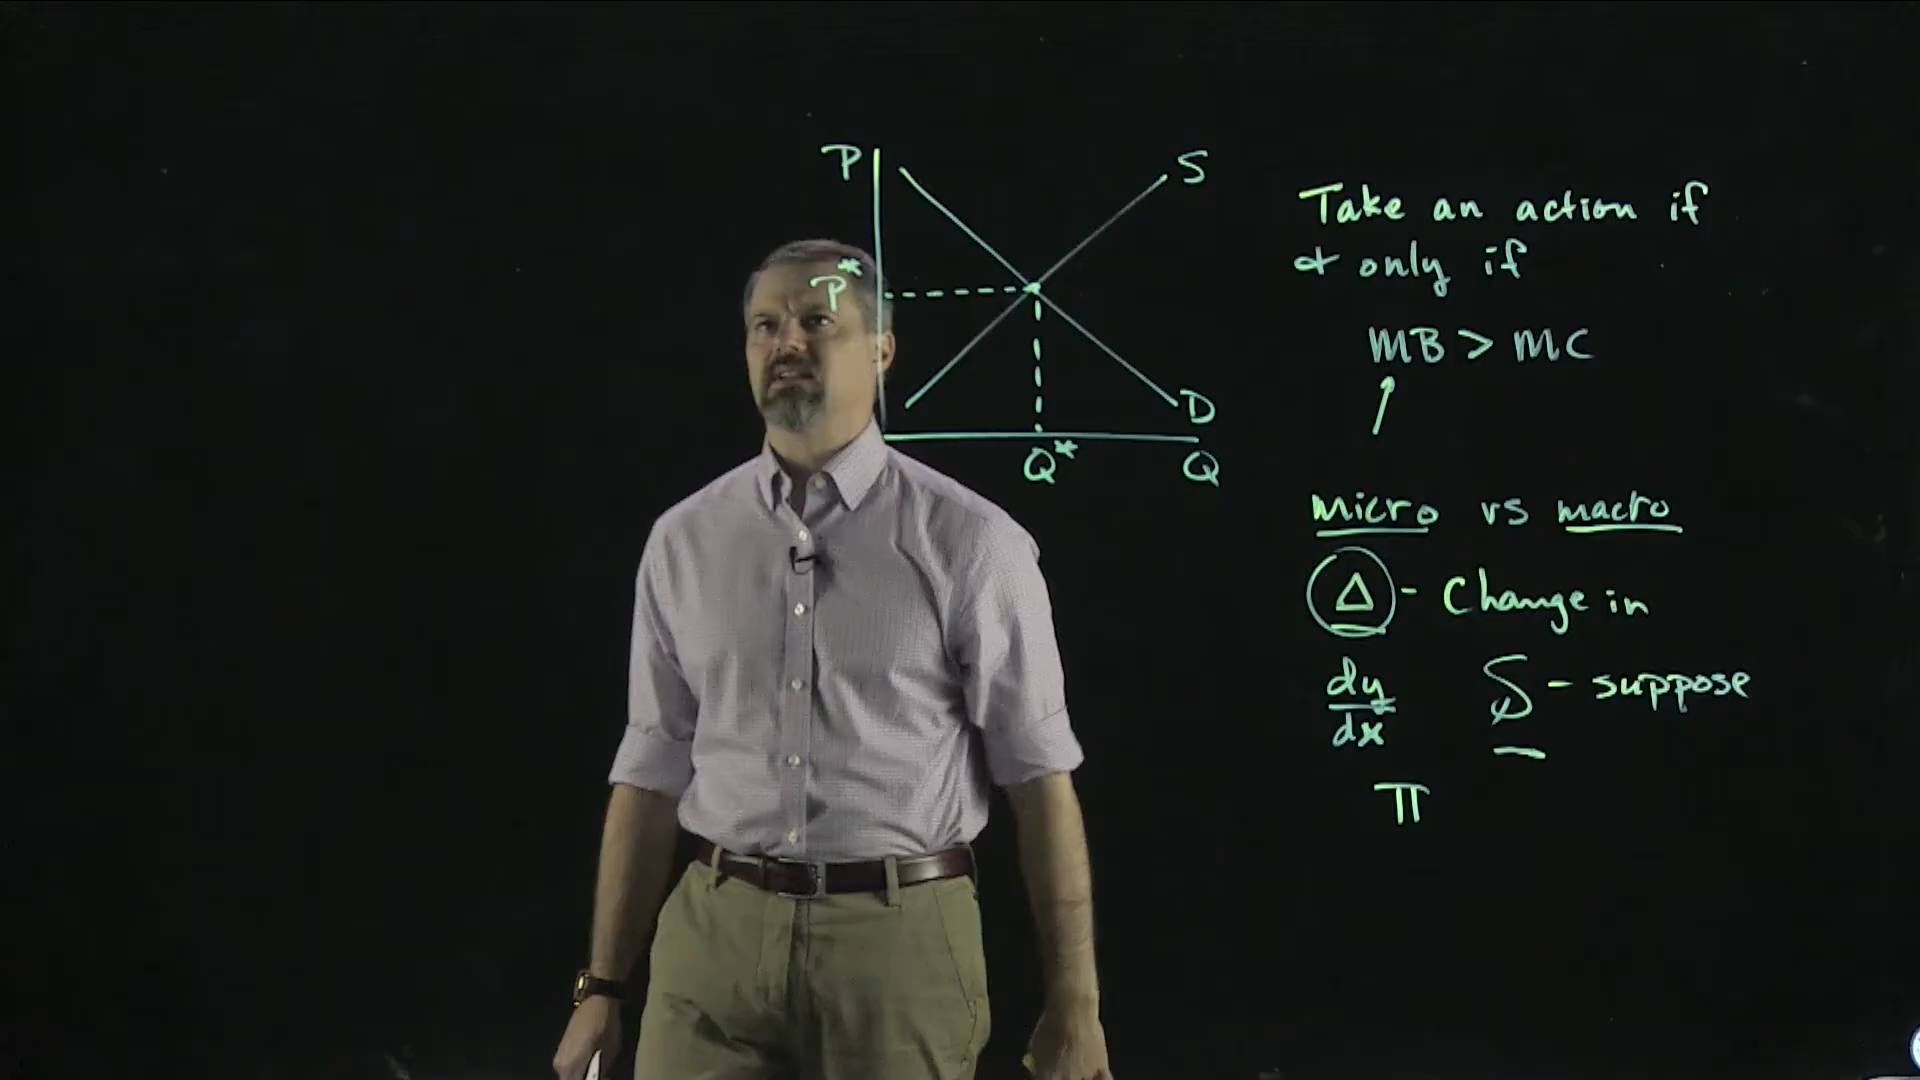 P
S
P*
D
Q*
Q
Take an action if
& only if
MB > MC
micro vs macro
Δ - Change in
dy
dx
S - suppose
π